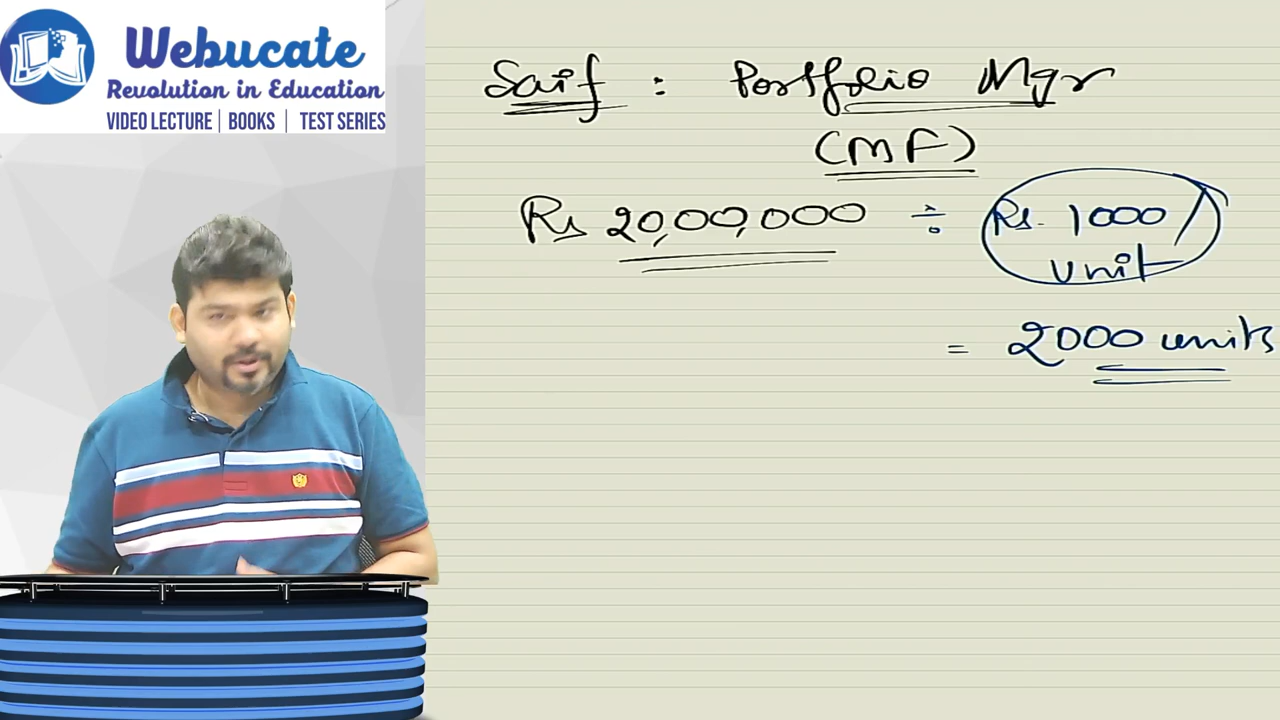 Webucate
Revolution in Education
VIDEO LECTURE | BOOKS | TEST SERIES
Saif : Portfolio Mgr
(MF)
Rs 20,00,000 ÷ Rs. 1000/
unit
= 2000 units